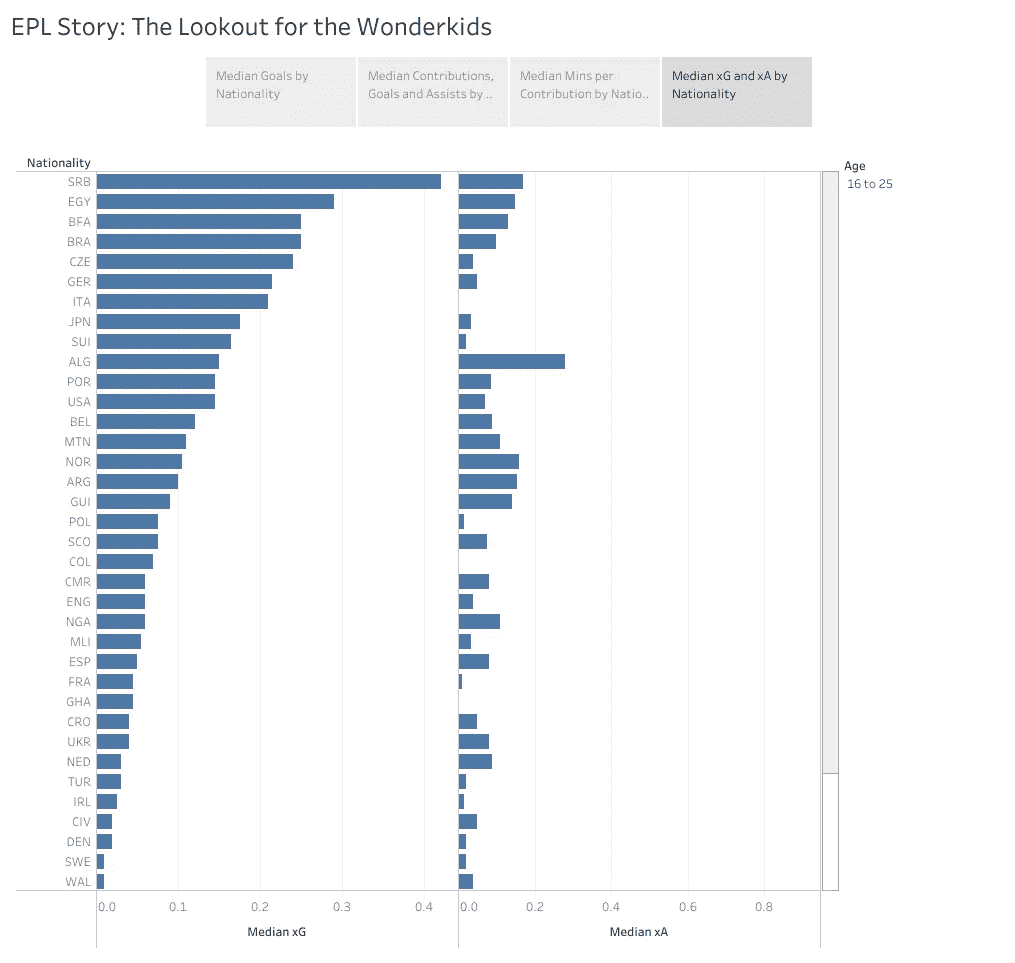 EPL Story: The Lookout for the Wonderkids
Median Goals by
Nationality
Median Contributions,
Goals and Assists by ..
Median Mins per
Contribution by Natio..
Median xG and xA by
Nationality
Nationality
Age
16 to 25
SRB
EGY
BFA
BRA
CZE
GER
ITA
JPN
SUI
ALG
POR
USA
BEL
MTN
NOR
ARG
GUI
POL
SCO
COL
CMR
ENG
NGA
MLI
ESP
FRA
GHA
CRO
UKR
NED
TUR
IRL
CIV
DEN
SWE
WAL
0.0 0.1 0.2 0.3 0.4 0.0 0.2 0.4 0.6 0.8
Median xG Median xA